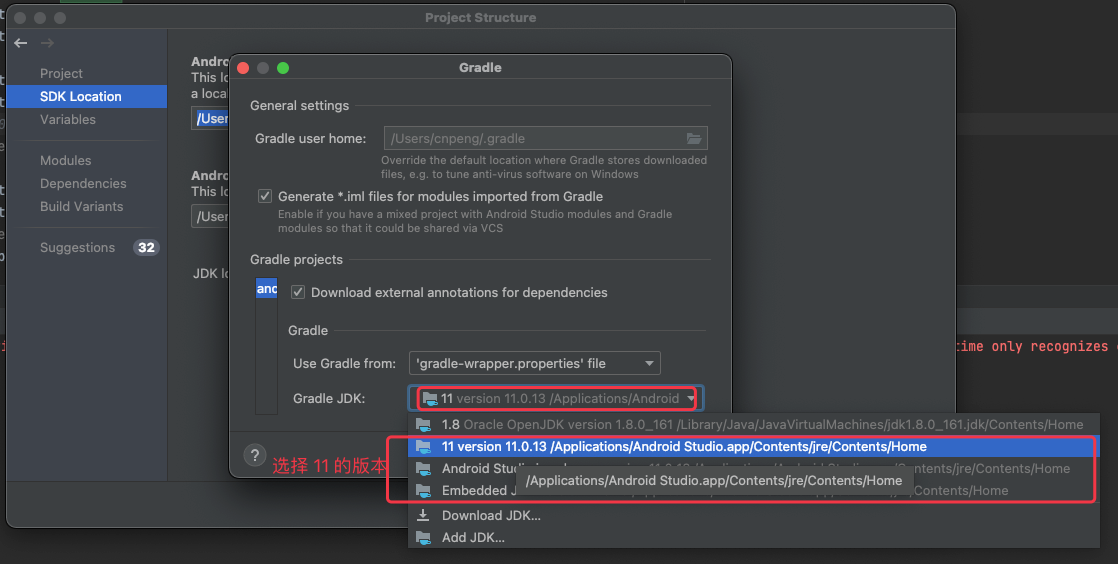 Project Structure
Project
SDK Location
Variables
Modules
Dependencies
Build Variants
Suggestions 32
Andro
This lo
a local
/User
Andro
This lo
/User
JDK lo
Gradle
General settings
Gradle user home: /Users/cnpeng/.gradle
Override the default location where Gradle stores downloaded
files, e.g. to tune anti-virus software on Windows
Generate *.iml files for modules imported from Gradle
Enable if you have a mixed project with Android Studio modules and Gradle
modules so that it could be shared via VCS
Gradle projects
and
Download external annotations for dependencies
Gradle
Use Gradle from: 'gradle-wrapper.properties' file
Gradle JDK: 11 version 11.0.13 /Applications/Android
1.8 Oracle OpenJDK version 1.8.0_161 /Library/Java/JavaVirtualMachines/jdk1.8.0_161.jdk/Contents/Home
11 version 11.0.13 /Applications/Android Studio.app/Contents/jre/Contents/Home
Android Contents/jre/Contents/Home
/Applications/Android Studio.app/Contents/jre/Contents/Home
Embedded Contents/jre/Contents/Home
Download JDK...
Add JDK...
?
选择 11 的版本
time only recognizes